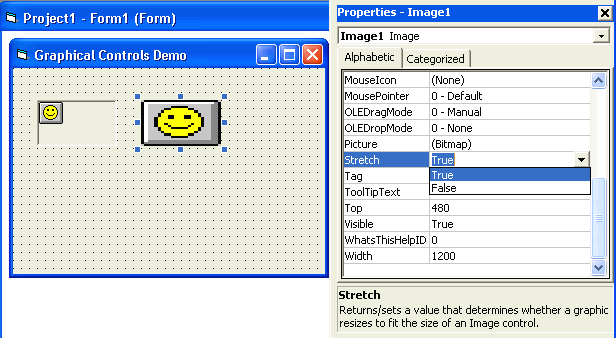 Project1 - Form1 (Form)
Graphical Controls Demo
Properties - Image1
Image1 Image
Alphabetic Categorized
MouseIcon (None)
MousePointer 0 - Default
OLEDragMode 0 - Manual
OLEDropMode 0 - None
Picture (Bitmap)
Stretch True
Tag True
ToolTipText False
Top 480
Visible True
WhatsThisHelpID 0
Width 1200
Stretch
Returns/sets a value that determines whether a graphic
resizes to fit the size of an Image control.